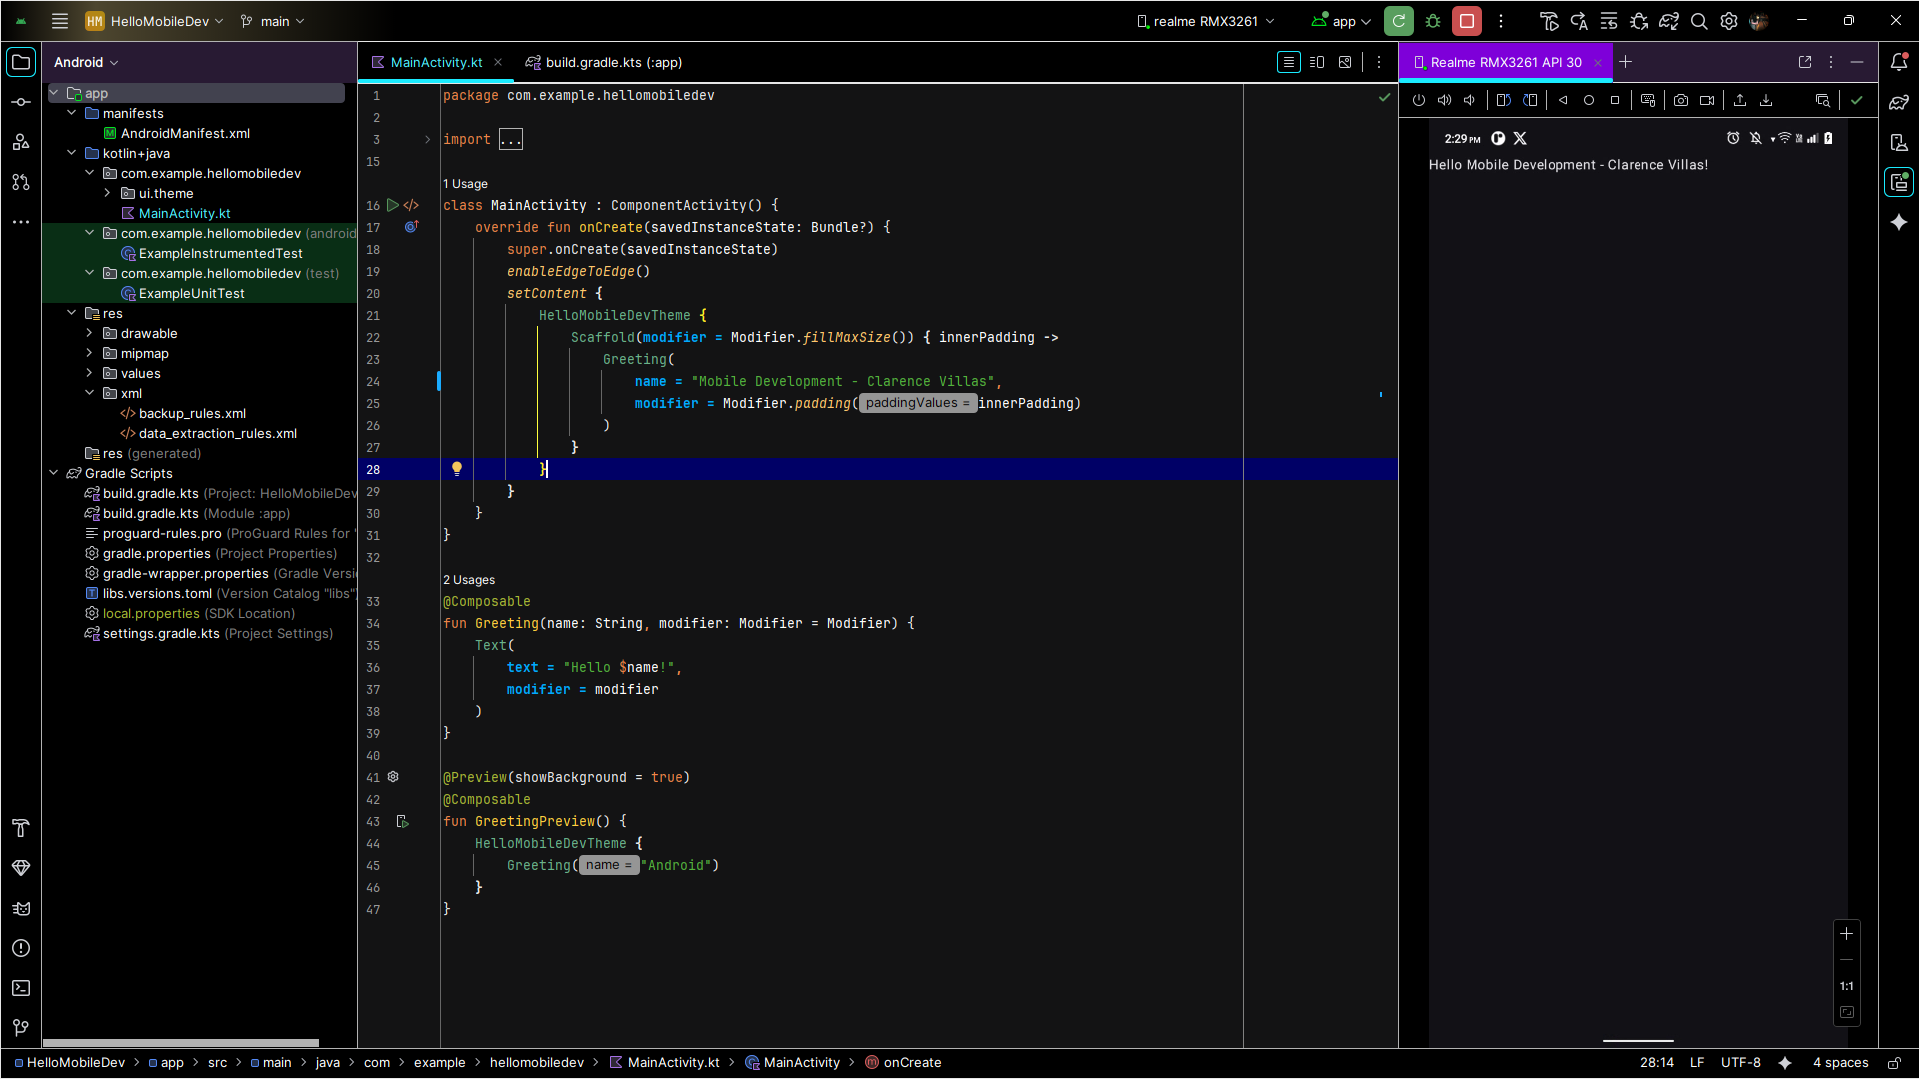 HM HelloMobileDev main
realme RMX3261 app
Android
app
manifests
AndroidManifest.xml
kotlin+java
com.example.hellomobiledev
ui.theme
MainActivity.kt
com.example.hellomobiledev (android
ExampleInstrumentedTest
com.example.hellomobiledev (test)
ExampleUnitTest
res
drawable
mipmap
values
xml
backup_rules.xml
data_extraction_rules.xml
res (generated)
Gradle Scripts
build.gradle.kts (Project: HelloMobileDev
build.gradle.kts (Module :app)
proguard-rules.pro (ProGuard Rules for "
gradle.properties (Project Properties)
gradle-wrapper.properties (Gradle Versi
libs.versions.toml (Version Catalog "libs"
local.properties (SDK Location)
settings.gradle.kts (Project Settings)
MainActivity.kt build.gradle.kts (:app)
1 package com.example.hellomobiledev
2
3 import ...
15
1 Usage
16 class MainActivity : ComponentActivity() {
17 override fun onCreate(savedInstanceState: Bundle?) {
18 super.onCreate(savedInstanceState)
19 enableEdgeToEdge()
20 setContent {
21 HelloMobileDevTheme {
22 Scaffold(modifier = Modifier.fillMaxSize()) { innerPadding ->
23 Greeting(
24 name = "Mobile Development - Clarence Villas",
25 modifier = Modifier.padding( paddingValues = innerPadding)
26 )
27 }
28 }
29 }
30 }
31 }
32
2 Usages
33 @Composable
34 fun Greeting(name: String, modifier: Modifier = Modifier) {
35 Text(
36 text = "Hello $name!",
37 modifier = modifier
38 )
39 }
40
41 @Preview(showBackground = true)
42 @Composable
43 fun GreetingPreview() {
44 HelloMobileDevTheme {
45 Greeting( name = "Android")
46 }
47 }
Realme RMX3261 API 30
2:29 PM
Hello Mobile Development - Clarence Villas!
1:1
HelloMobileDev > app > src > main > java > com > example > hellomobiledev > MainActivity.kt > MainActivity > onCreate
28:14 LF UTF-8 4 spaces